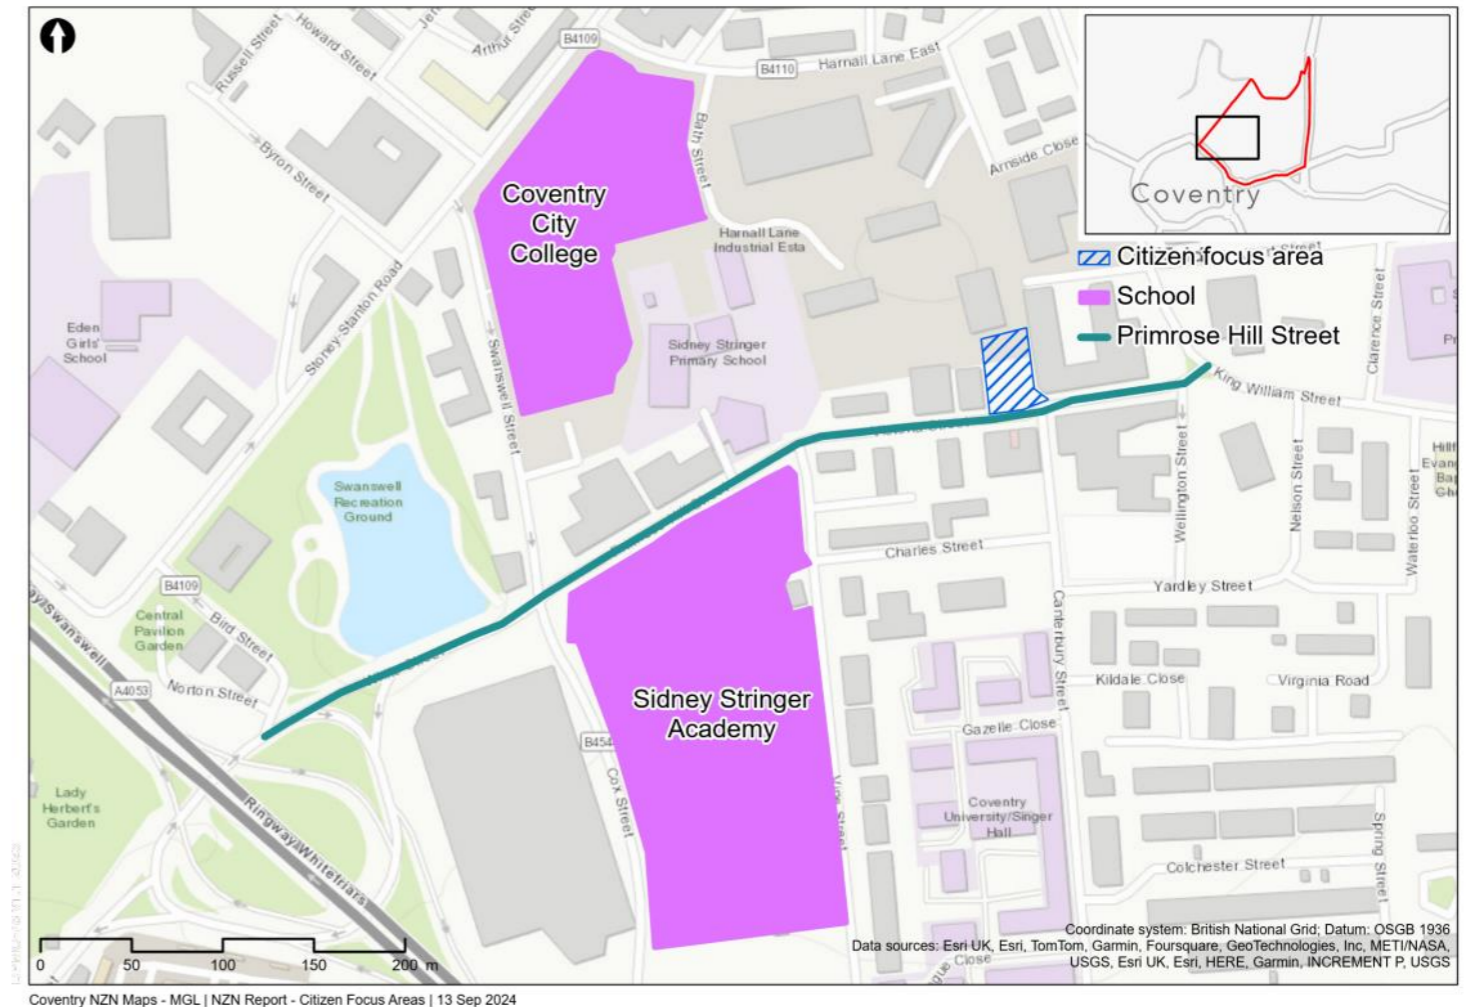 Russell Street
Howard Street
Arthur Street
B4109
B4110
Harnall Lane East
Coventry
Byron Street
Bath Street
Arnside Close
Coventry
City
College
Harnall Lane
Industrial Esta
Citizen focus area
School
Primrose Hill Street
Clarence Street
Stoney Stanton Road
Eden
Girls'
School
Swanswell Street
Sidney Stringer
Primary School
King William Street
Swanswell
Recreation
Ground
Wellington Street
Nelson Street
Waterloo Street
Charles Street
Yardley Street
B4109
Central
Pavilion
Garden
Bird Street
Swanswell
A4053
Norton Street
Canterbury Street
Kildale Close
Virginia Road
Sidney Stringer
Academy
Gazelle Close
B454
Cox Street
Lady
Herbert's
Garden
Ringway Whitefriars
Coventry
University/Singer
Hall
Colchester Street
Spring Street
0 50 100 150 200 m
Coordinate system: British National Grid; Datum: OSGB 1936
Data sources: Esri UK, Esri, TomTom, Garmin, Foursquare, GeoTechnologies, Inc, METI/NASA,
USGS, Esri UK, Esri, HERE, Garmin, INCREMENT P, USGS
Close
Coventry NZN Maps - MGL | NZN Report - Citizen Focus Areas | 13 Sep 2024